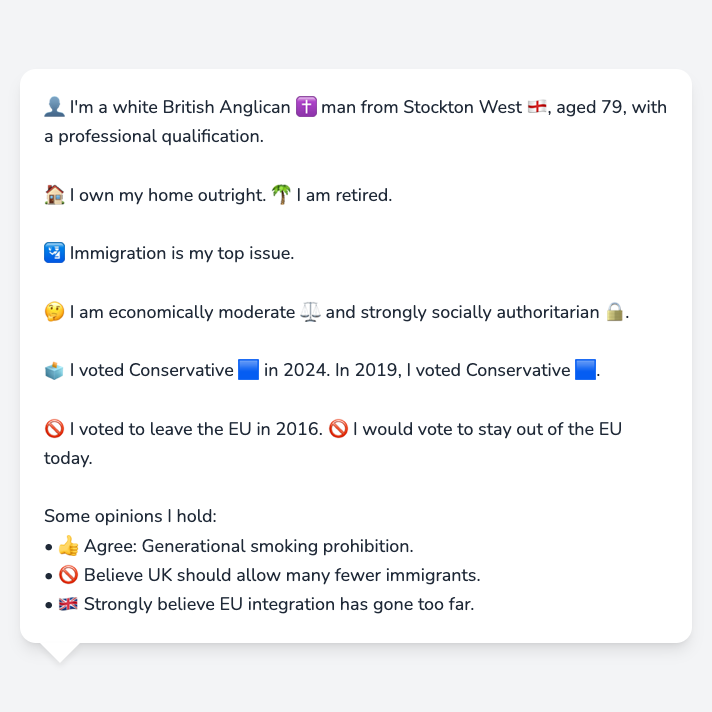 👤 I'm a white British Anglican ✝️ man from Stockton West 🏴󠁧󠁢󠁥󠁮󠁧󠁿, aged 79, with
a professional qualification.
🏠 I own my home outright. 🌴 I am retired.
🛂 Immigration is my top issue.
🤔 I am economically moderate ⚖️ and strongly socially authoritarian 🔒.
🗳️ I voted Conservative 🟦 in 2024. In 2019, I voted Conservative 🟦.
🚫 I voted to leave the EU in 2016. 🚫 I would vote to stay out of the EU
today.
Some opinions I hold:
• 👍 Agree: Generational smoking prohibition.
• 🚫 Believe UK should allow many fewer immigrants.
• 🇬🇧 Strongly believe EU integration has gone too far.